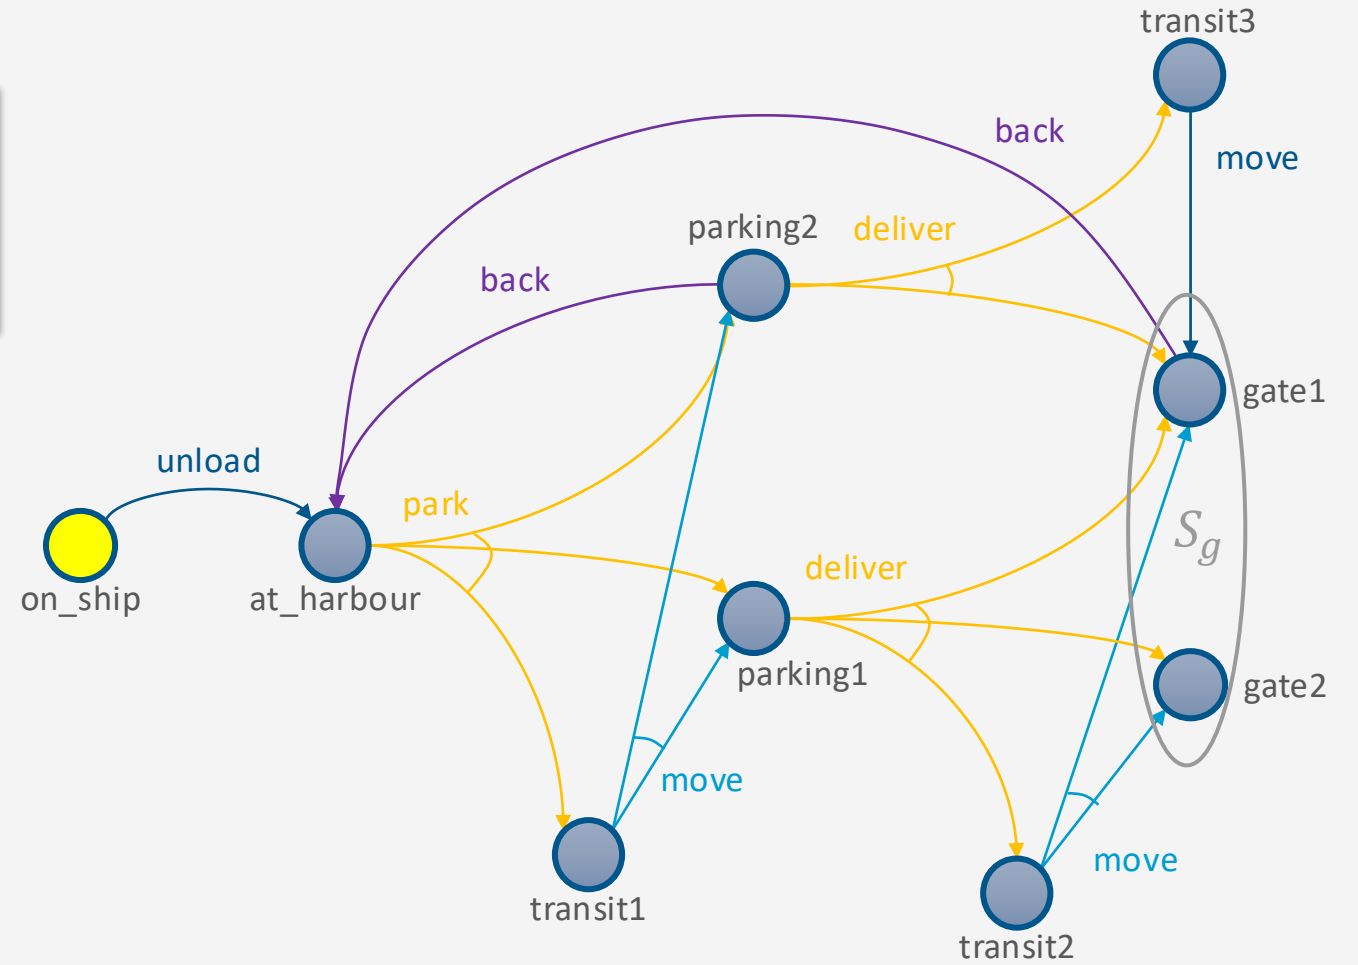 transit3
back
move
parking2
deliver
back
gate1
unload
park
S_g
deliver
on_ship
at_harbour
parking1
gate2
move
move
transit1
transit2